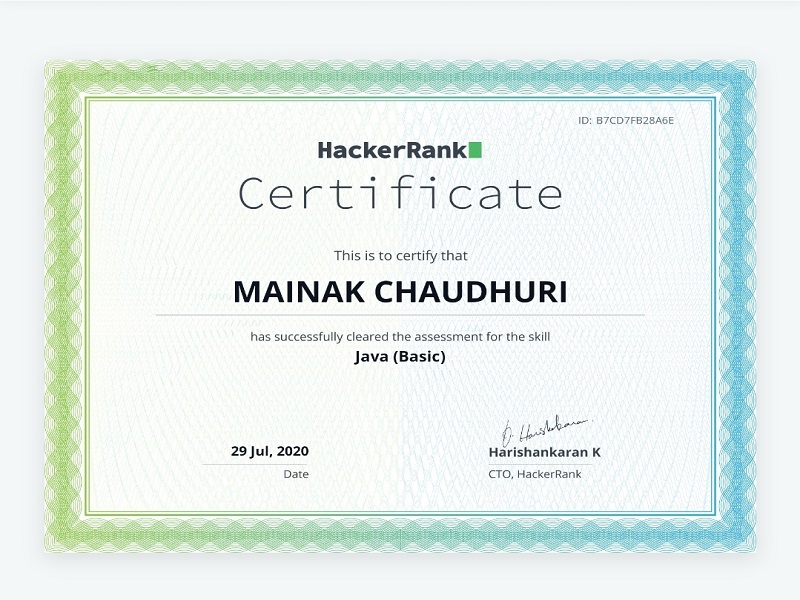 ID: B7CD7FB28A6E
HackerRank
Certificate
This is to certify that
MAINAK CHAUDHURI
has successfully cleared the assessment for the skill
Java (Basic)
29 Jul, 2020
Date
D. Harishankaran.
Harishankaran K
CTO, HackerRank